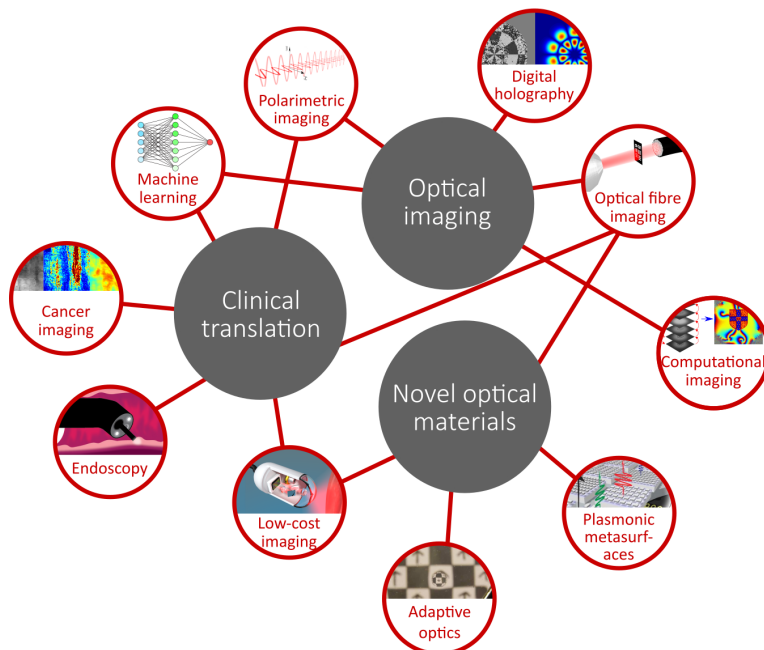 Polarimetric
imaging
Digital
holography
Machine
learning
Optical
imaging
Optical fibre
imaging
Cancer
imaging
Clinical
translation
Computational
imaging
Novel optical
materials
Endoscopy
Low-cost
imaging
Plasmonic
metasurf-
aces
Adaptive
optics